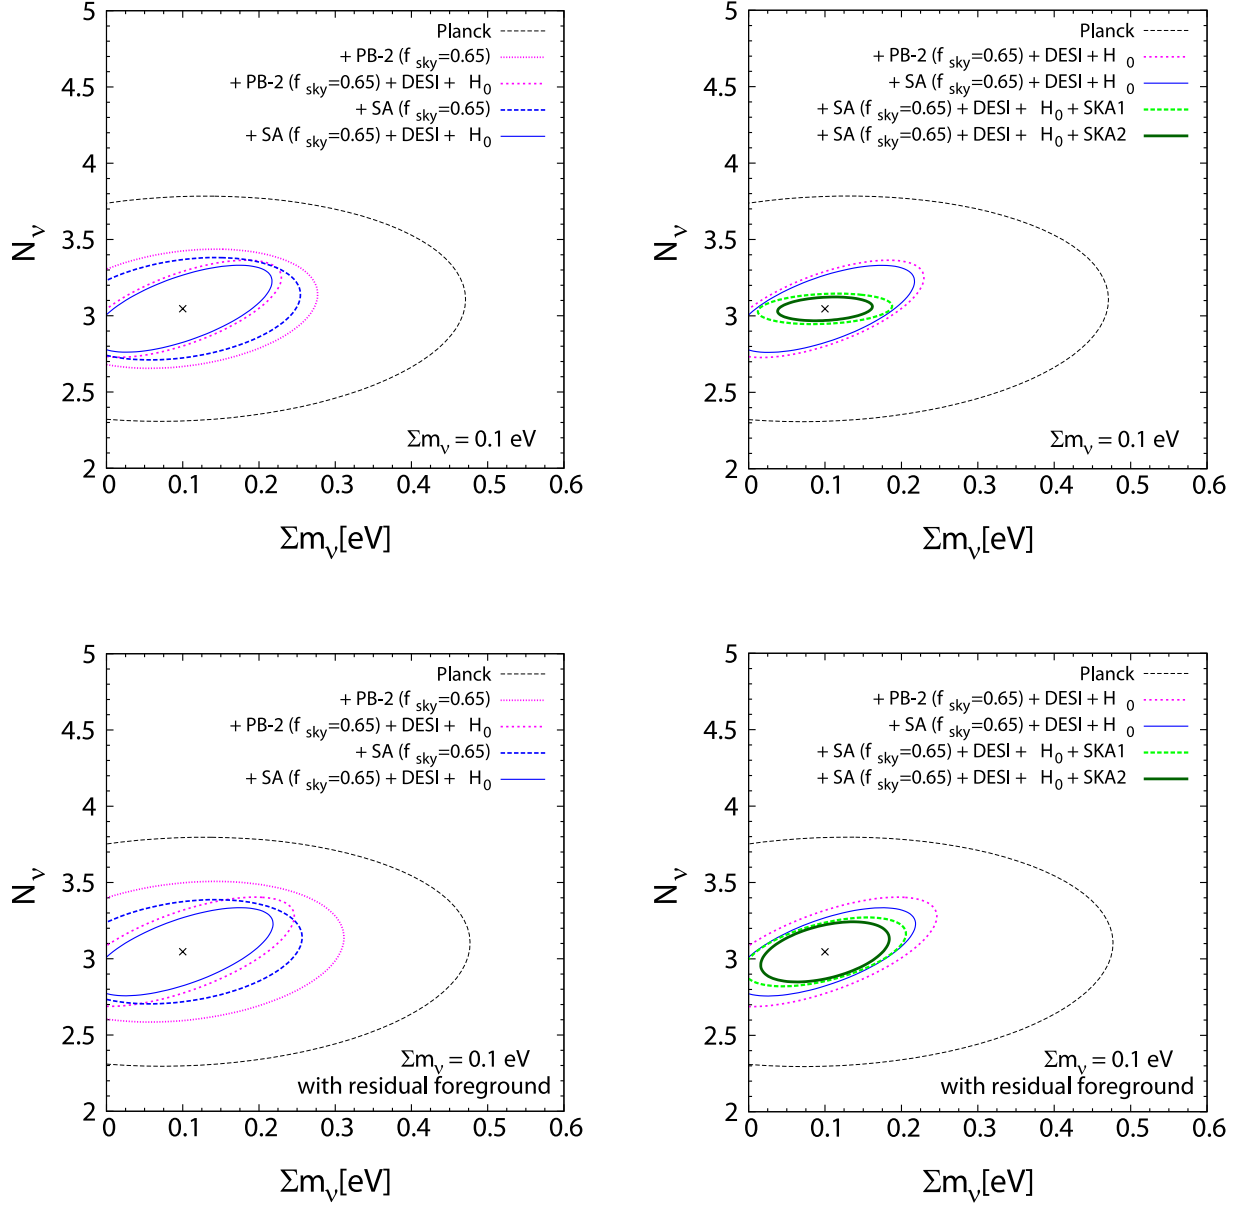 Planck
+ PB-2 (f sky=0.65)
+ PB-2 (f sky=0.65) + DESI + H0
+ SA (f sky=0.65)
+ SA (f sky=0.65) + DESI + H0
5
4.5
4
3.5
3
2.5
2
Nν
Σmν = 0.1 eV
0 0.1 0.2 0.3 0.4 0.5 0.6
Σmν[eV]
Planck
+ PB-2 (f sky=0.65) + DESI + H 0
+ SA (f sky=0.65) + DESI + H 0
+ SA (f sky=0.65) + DESI + H0 + SKA1
+ SA (f sky=0.65) + DESI + H0 + SKA2
5
4.5
4
3.5
3
2.5
2
Σmν = 0.1 eV
0 0.1 0.2 0.3 0.4 0.5 0.6
Σmν[eV]
Planck
+ PB-2 (f sky=0.65)
+ PB-2 (f sky=0.65) + DESI + H0
+ SA (f sky=0.65)
+ SA (f sky=0.65) + DESI + H0
5
4.5
4
3.5
3
2.5
2
Nν
Σmν = 0.1 eV
with residual foreground
0 0.1 0.2 0.3 0.4 0.5 0.6
Σmν[eV]
Planck
+ PB-2 (f sky=0.65) + DESI + H 0
+ SA (f sky=0.65) + DESI + H 0
+ SA (f sky=0.65) + DESI + H0 + SKA1
+ SA (f sky=0.65) + DESI + H0 + SKA2
5
4.5
4
3.5
3
2.5
2
Σmν = 0.1 eV
with residual foreground
0 0.1 0.2 0.3 0.4 0.5 0.6
Σmν[eV]